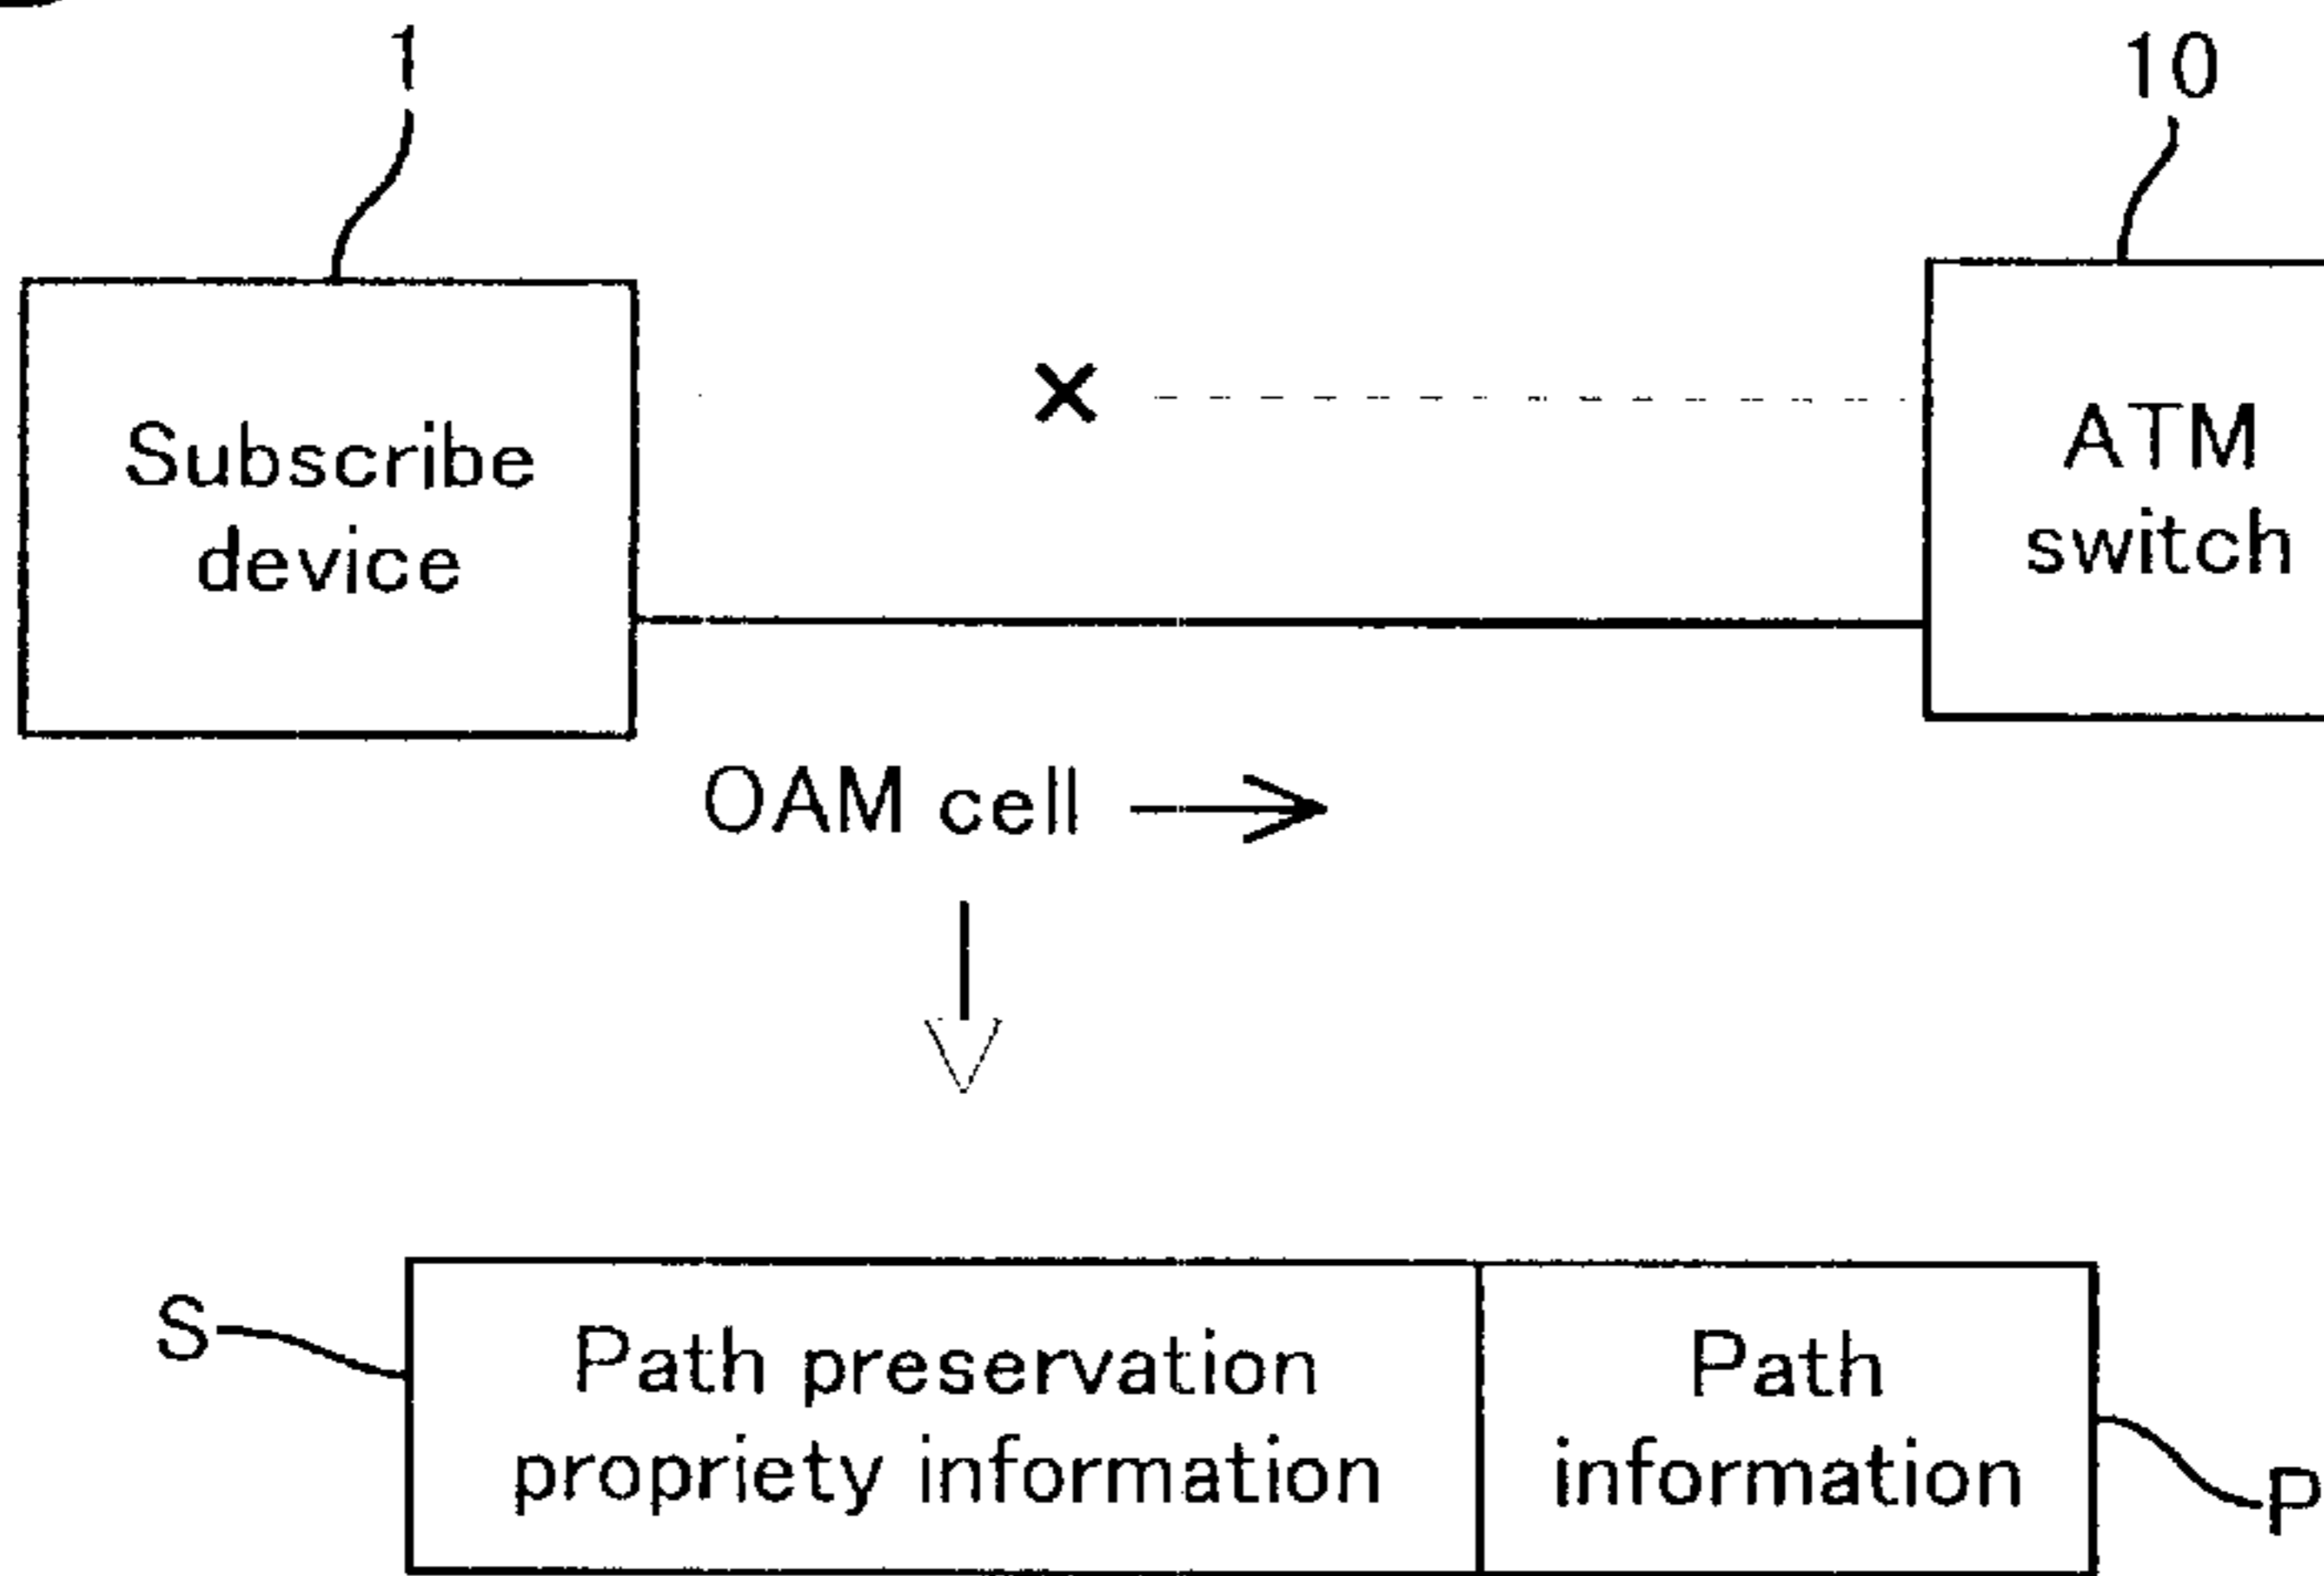 1
10
Subscribe
device
ATM
switch
OAM cell
S
Path preservation
propriety information
Path
information
P